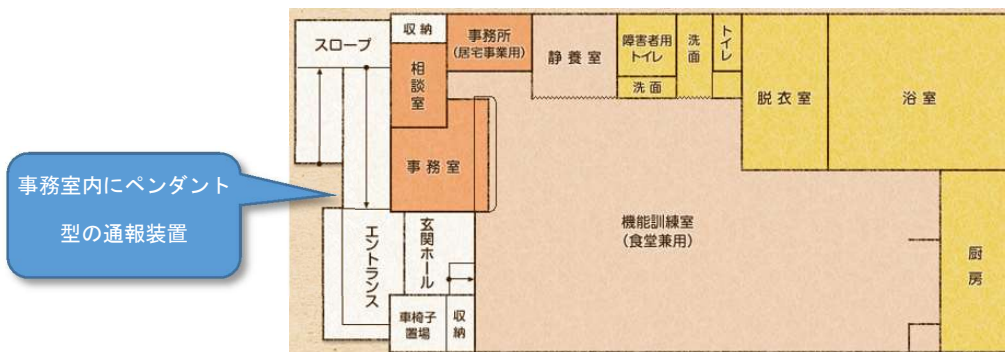 スロープ
収納
事務所
(居宅事業用)
相談室
静養室
障害者用
トイレ
洗面
洗面
トイレ
脱衣室
浴室
事務室
事務室内にペンダント
型の通報装置
エントランス
玄関ホール
機能訓練室
(食堂兼用)
厨房
車椅子
置場
収納